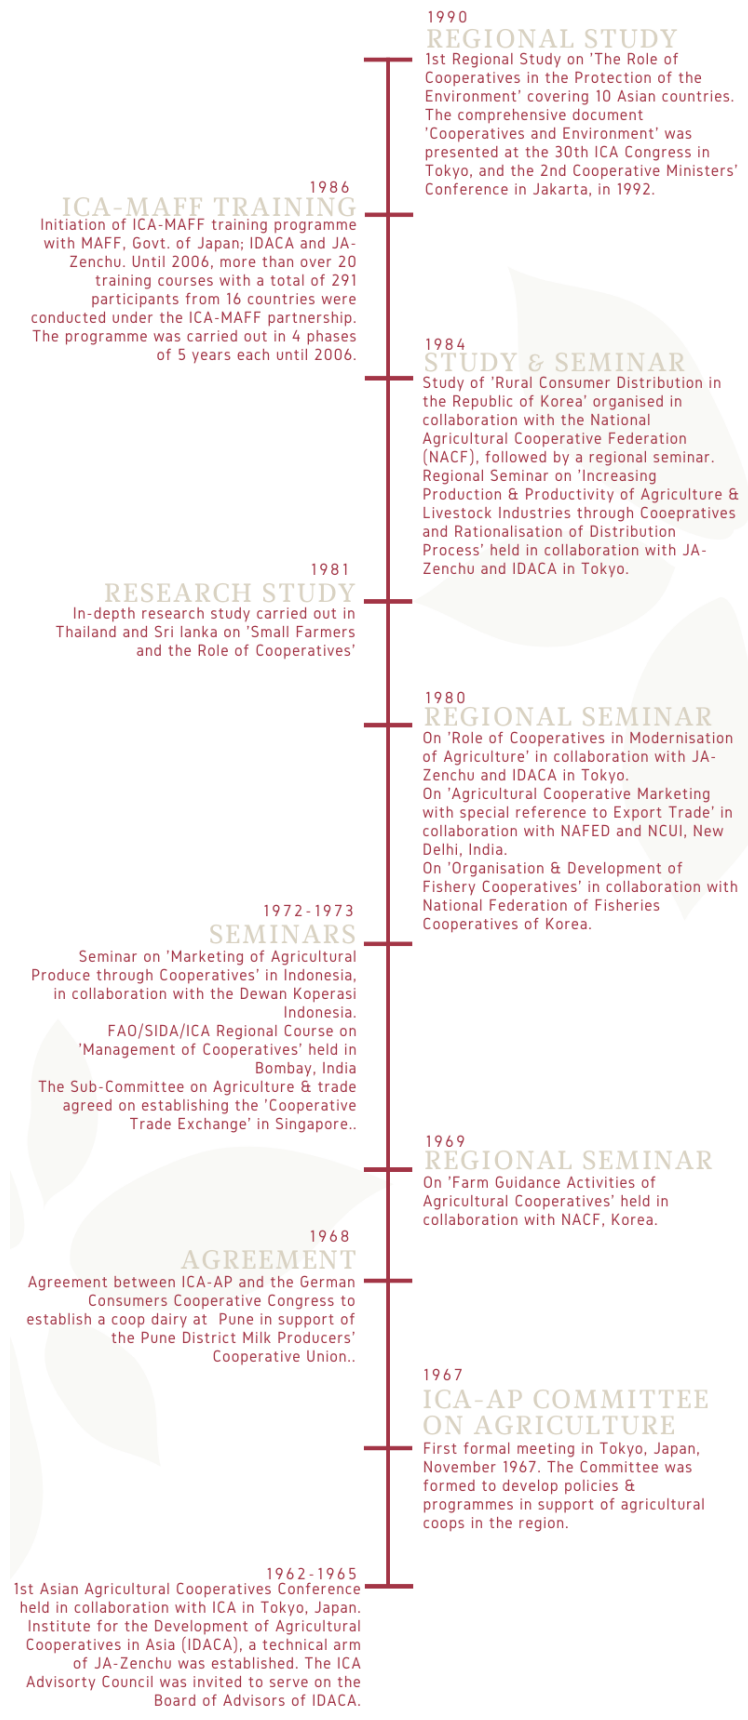 1990
REGIONAL STUDY
1st Regional Study on 'The Role of
Cooperatives in the Protection of the
Environment' covering 10 Asian countries.
The comprehensive document
'Cooperatives and Environment' was
presented at the 30th ICA Congress in
Tokyo, and the 2nd Cooperative Ministers'
Conference in Jakarta, in 1992.
1986
ICA-MAFF TRAINING
Initiation of ICA-MAFF training programme
with MAFF, Govt. of Japan; IDACA and JA-
Zenchu. Until 2006, more than over 20
training courses with a total of 291
participants from 16 countries were
conducted under the ICA-MAFF partnership.
The programme was carried out in 4 phases
of 5 years each until 2006.
1984
STUDY & SEMINAR
Study of 'Rural Consumer Distribution in
the Republic of Korea' organised in
collaboration with the National
Agricultural Cooperative Federation
(NACF), followed by a regional seminar.
Regional Seminar on 'Increasing
Production & Productivity of Agriculture &
Livestock Industries through Cooepratives
and Rationalisation of Distribution
Process' held in collaboration with JA-
Zenchu and IDACA in Tokyo.
1981
RESEARCH STUDY
In-depth research study carried out in
Thailand and Sri lanka on 'Small Farmers
and the Role of Cooperatives'
1980
REGIONAL SEMINAR
On 'Role of Cooperatives in Modernisation
of Agriculture' in collaboration with JA-
Zenchu and IDACA in Tokyo.
On 'Agricultural Cooperative Marketing
with special reference to Export Trade' in
collaboration with NAFED and NCUI, New
Delhi, India.
On 'Organisation & Development of
Fishery Cooperatives' in collaboration with
National Federation of Fisheries
Cooperatives of Korea.
1972-1973
SEMINARS
Seminar on 'Marketing of Agricultural
Produce through Cooperatives' in Indonesia,
in collaboration with the Dewan Koperasi
Indonesia.
FAO/SIDA/ICA Regional Course on
'Management of Cooperatives' held in
Bombay, India
The Sub-Committee on Agriculture & trade
agreed on establishing the 'Cooperative
Trade Exchange' in Singapore..
1969
REGIONAL SEMINAR
On 'Farm Guidance Activities of
Agricultural Cooperatives' held in
collaboration with NACF, Korea.
1968
AGREEMENT
Agreement between ICA-AP and the German
Consumers Cooperative Congress to
establish a coop dairy at Pune in support of
the Pune District Milk Producers'
Cooperative Union..
1967
ICA-AP COMMITTEE
ON AGRICULTURE
First formal meeting in Tokyo, Japan,
November 1967. The Committee was
formed to develop policies &
programmes in support of agricultural
coops in the region.
1962-1965
1st Asian Agricultural Cooperatives Conference
held in collaboration with ICA in Tokyo, Japan.
Institute for the Development of Agricultural
Cooperatives in Asia (IDACA), a technical arm
of JA-Zenchu was established. The ICA
Advisorty Council was invited to serve on the
Board of Advisors of IDACA.